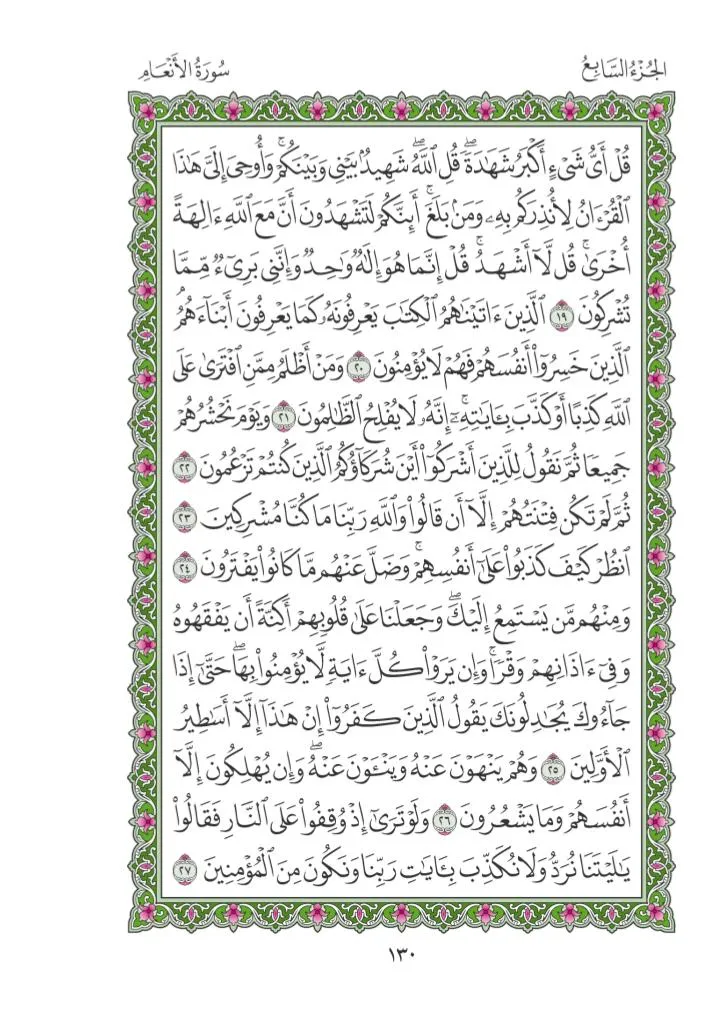 الجُزْءُ السَّابِعُ
سُورَةُ الأَنْعَامِ
قُلۡ أَيُّ شَيۡءٍ أَكۡبَرُ شَهَٰدَةٗۖ قُلِ ٱللَّهُۖ شَهِيدُۢ بَيۡنِي وَبَيۡنَكُمۡۚ وَأُوحِيَ إِلَيَّ هَٰذَا
ٱلۡقُرۡءَانُ لِأُنذِرَكُم بِهِۦ وَمَنۢ بَلَغَۚ أَئِنَّكُمۡ لَتَشۡهَدُونَ أَنَّ مَعَ ٱللَّهِ ءَالِهَةً
أُخۡرَىٰۚ قُل لَّآ أَشۡهَدُۚ قُلۡ إِنَّمَا هُوَ إِلَٰهٞ وَٰحِدٞ وَإِنَّنِي بَرِيٓءٞ مِّمَّا
تُشۡرِكُونَ ١٩ ٱلَّذِينَ ءَاتَيۡنَٰهُمُ ٱلۡكِتَٰبَ يَعۡرِفُونَهُۥ كَمَا يَعۡرِفُونَ أَبۡنَآءَهُمُ
ٱلَّذِينَ خَسِرُوٓاْ أَنفُسَهُمۡ فَهُمۡ لَا يُؤۡمِنُونَ ٢٠ وَمَنۡ أَظۡلَمُ مِمَّنِ ٱفۡتَرَىٰ عَلَى
ٱللَّهِ كَذِبًا أَوۡ كَذَّبَ بِـَٔايَٰتِهِۦٓۚ إِنَّهُۥ لَا يُفۡلِحُ ٱلظَّٰلِمُونَ ٢١ وَيَوۡمَ نَحۡشُرُهُمۡ
جَمِيعٗا ثُمَّ نَقُولُ لِلَّذِينَ أَشۡرَكُوٓاْ أَيۡنَ شُرَكَآؤُكُمُ ٱلَّذِينَ كُنتُمۡ تَزۡعُمُونَ ٢٢
ثُمَّ لَمۡ تَكُن فِتۡنَتُهُمۡ إِلَّآ أَن قَالُواْ وَٱللَّهِ رَبِّنَا مَا كُنَّا مُشۡرِكِينَ ٢٣
ٱنظُرۡ كَيۡفَ كَذَبُواْ عَلَىٰٓ أَنفُسِهِمۡۚ وَضَلَّ عَنۡهُم مَّا كَانُواْ يَفۡتَرُونَ ٢٤
وَمِنۡهُم مَّن يَسۡتَمِعُ إِلَيۡكَۖ وَجَعَلۡنَا عَلَىٰ قُلُوبِهِمۡ أَكِنَّةً أَن يَفۡقَهُوهُ
وَفِيٓ ءَاذَانِهِمۡ وَقۡرٗاۚ وَإِن يَرَوۡاْ كُلَّ ءَايَةٖ لَّا يُؤۡمِنُواْ بِهَاۖ حَتَّىٰٓ إِذَا
جَآءُوكَ يُجَٰدِلُونَكَ يَقُولُ ٱلَّذِينَ كَفَرُوٓاْ إِنۡ هَٰذَآ إِلَّآ أَسَٰطِيرُ
ٱلۡأَوَّلِينَ ٢٥ وَهُمۡ يَنۡهَوۡنَ عَنۡهُ وَيَنۡـَٔوۡنَ عَنۡهُۖ وَإِن يُهۡلِكُونَ إِلَّآ
أَنفُسَهُمۡ وَمَا يَشۡعُرُونَ ٢٦ وَلَوۡ تَرَىٰٓ إِذۡ وُقِفُواْ عَلَى ٱلنَّارِ فَقَالُواْ
يَٰلَيۡتَنَا نُرَدُّ وَلَا نُكَذِّبَ بِـَٔايَٰتِ رَبِّنَا وَنَكُونَ مِنَ ٱلۡمُؤۡمِنِينَ ٢٧
١٣٠